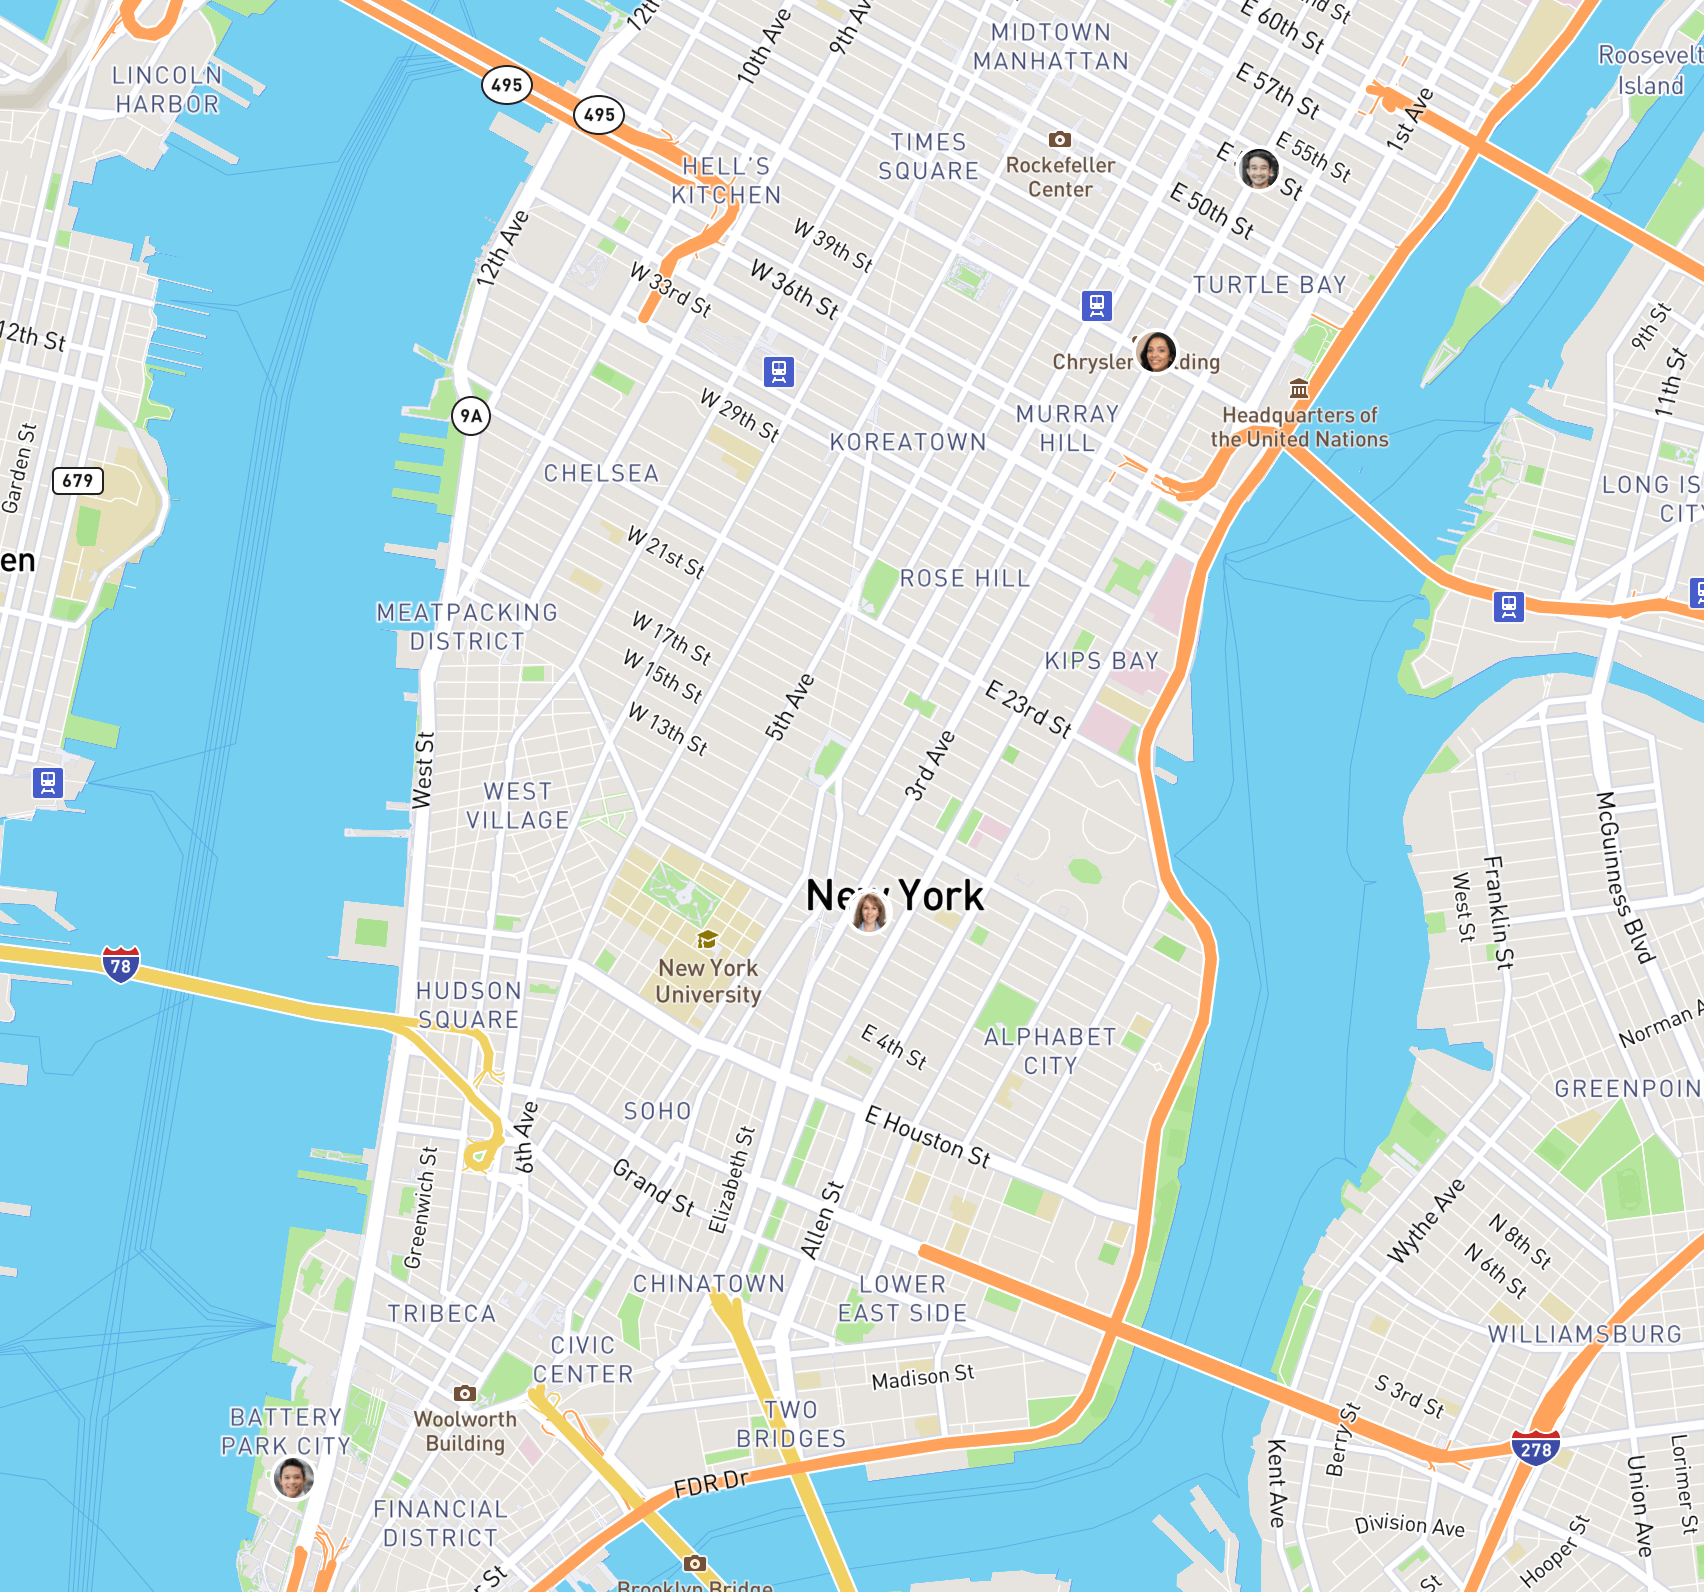 12th
10th Ave
9th Av
MIDTOWN
MANHATTAN
E 60th St
nd St
E 57th St
Roosevelt
Island
LINCOLN
HARBOR
495
495
1st Ave
TIMES
SQUARE
Rockefeller
Center
E 55th St
E
St
HELL'S
KITCHEN
E 50th St
12th Ave
W 39th St
W 36th St
W 33rd St
TURTLE BAY
12th St
9th St
11th St
Chrysler
lding
9A
W 29th St
MURRAY
HILL
Headquarters of
the United Nations
KOREATOWN
Garden St
679
CHELSEA
LONG IS
CITY
en
W 21st St
ROSE HILL
MEATPACKING
DISTRICT
W 17th St
W 15th St
W 13th St
KIPS BAY
E 23rd St
5th Ave
3rd Ave
West St
WEST
VILLAGE
McGuinness Blvd
Franklin St
West St
New York
78
New York
University
HUDSON
SQUARE
E 4th St
ALPHABET
CITY
Norman A
GREENPOIN
SOHO
6th Ave
E Houston St
Elizabeth St
Greenwich St
Grand St
Allen St
Wythe Ave
N 8th St
N 6th St
CHINATOWN
LOWER
EAST SIDE
TRIBECA
CIVIC
CENTER
WILLIAMSBURG
Madison St
S 3rd St
BATTERY
PARK CITY
Woolworth
Building
TWO
BRIDGES
Berry St
278
Kent Ave
Union Ave
Lorimer St
FDR Dr
FINANCIAL
DISTRICT
Division Ave
Hooper St
r St
St
Brooklyn Bridge